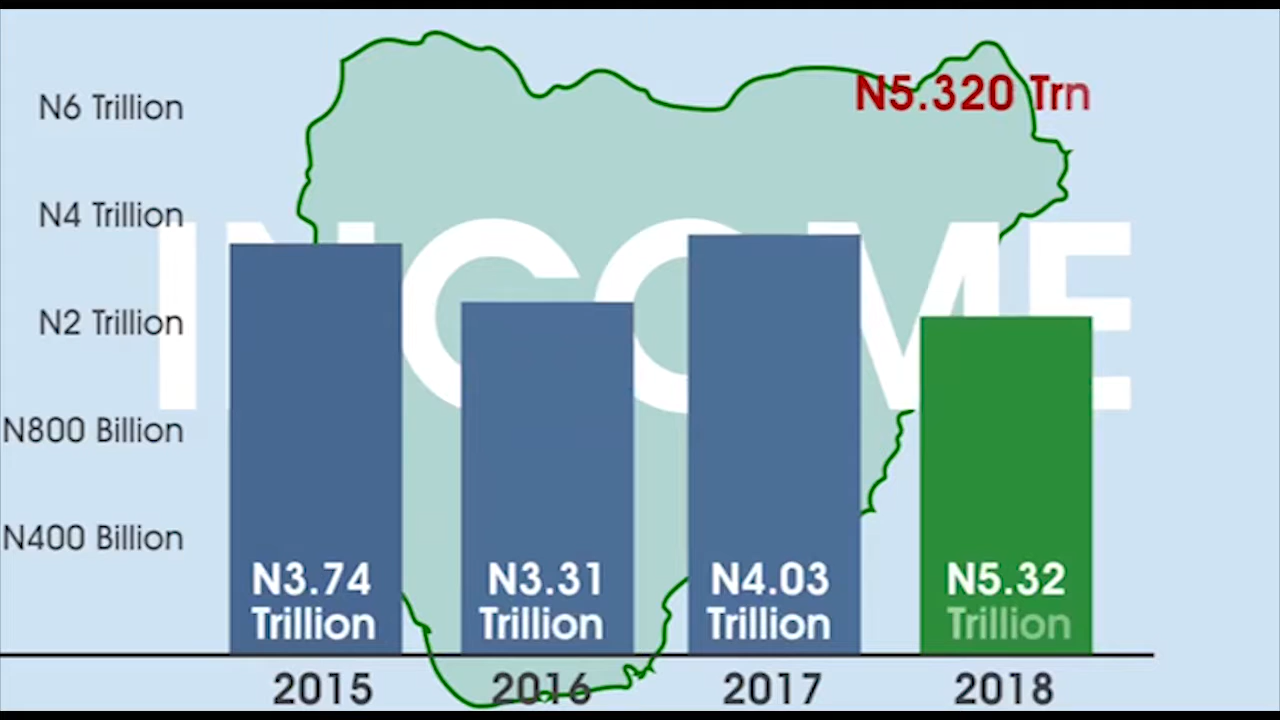 N5.320 Trn
N6 Trillion
N4 Trillion
INCOME
N2 Trillion
N800 Billion
N400 Billion
N3.74
Trillion
N3.31
Trillion
N4.03
Trillion
N5.32
Trillion
2015
2016
2017
2018